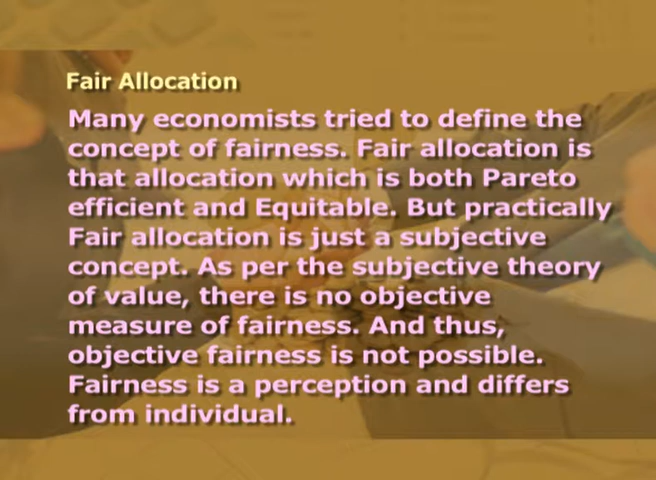 Fair Allocation
Many economists tried to define the
concept of fairness. Fair allocation is
that allocation which is both Pareto
efficient and Equitable. But practically
Fair allocation is just a subjective
concept. As per the subjective theory
of value, there is no objective
measure of fairness. And thus,
objective fairness is not possible.
Fairness is a perception and differs
from individual.